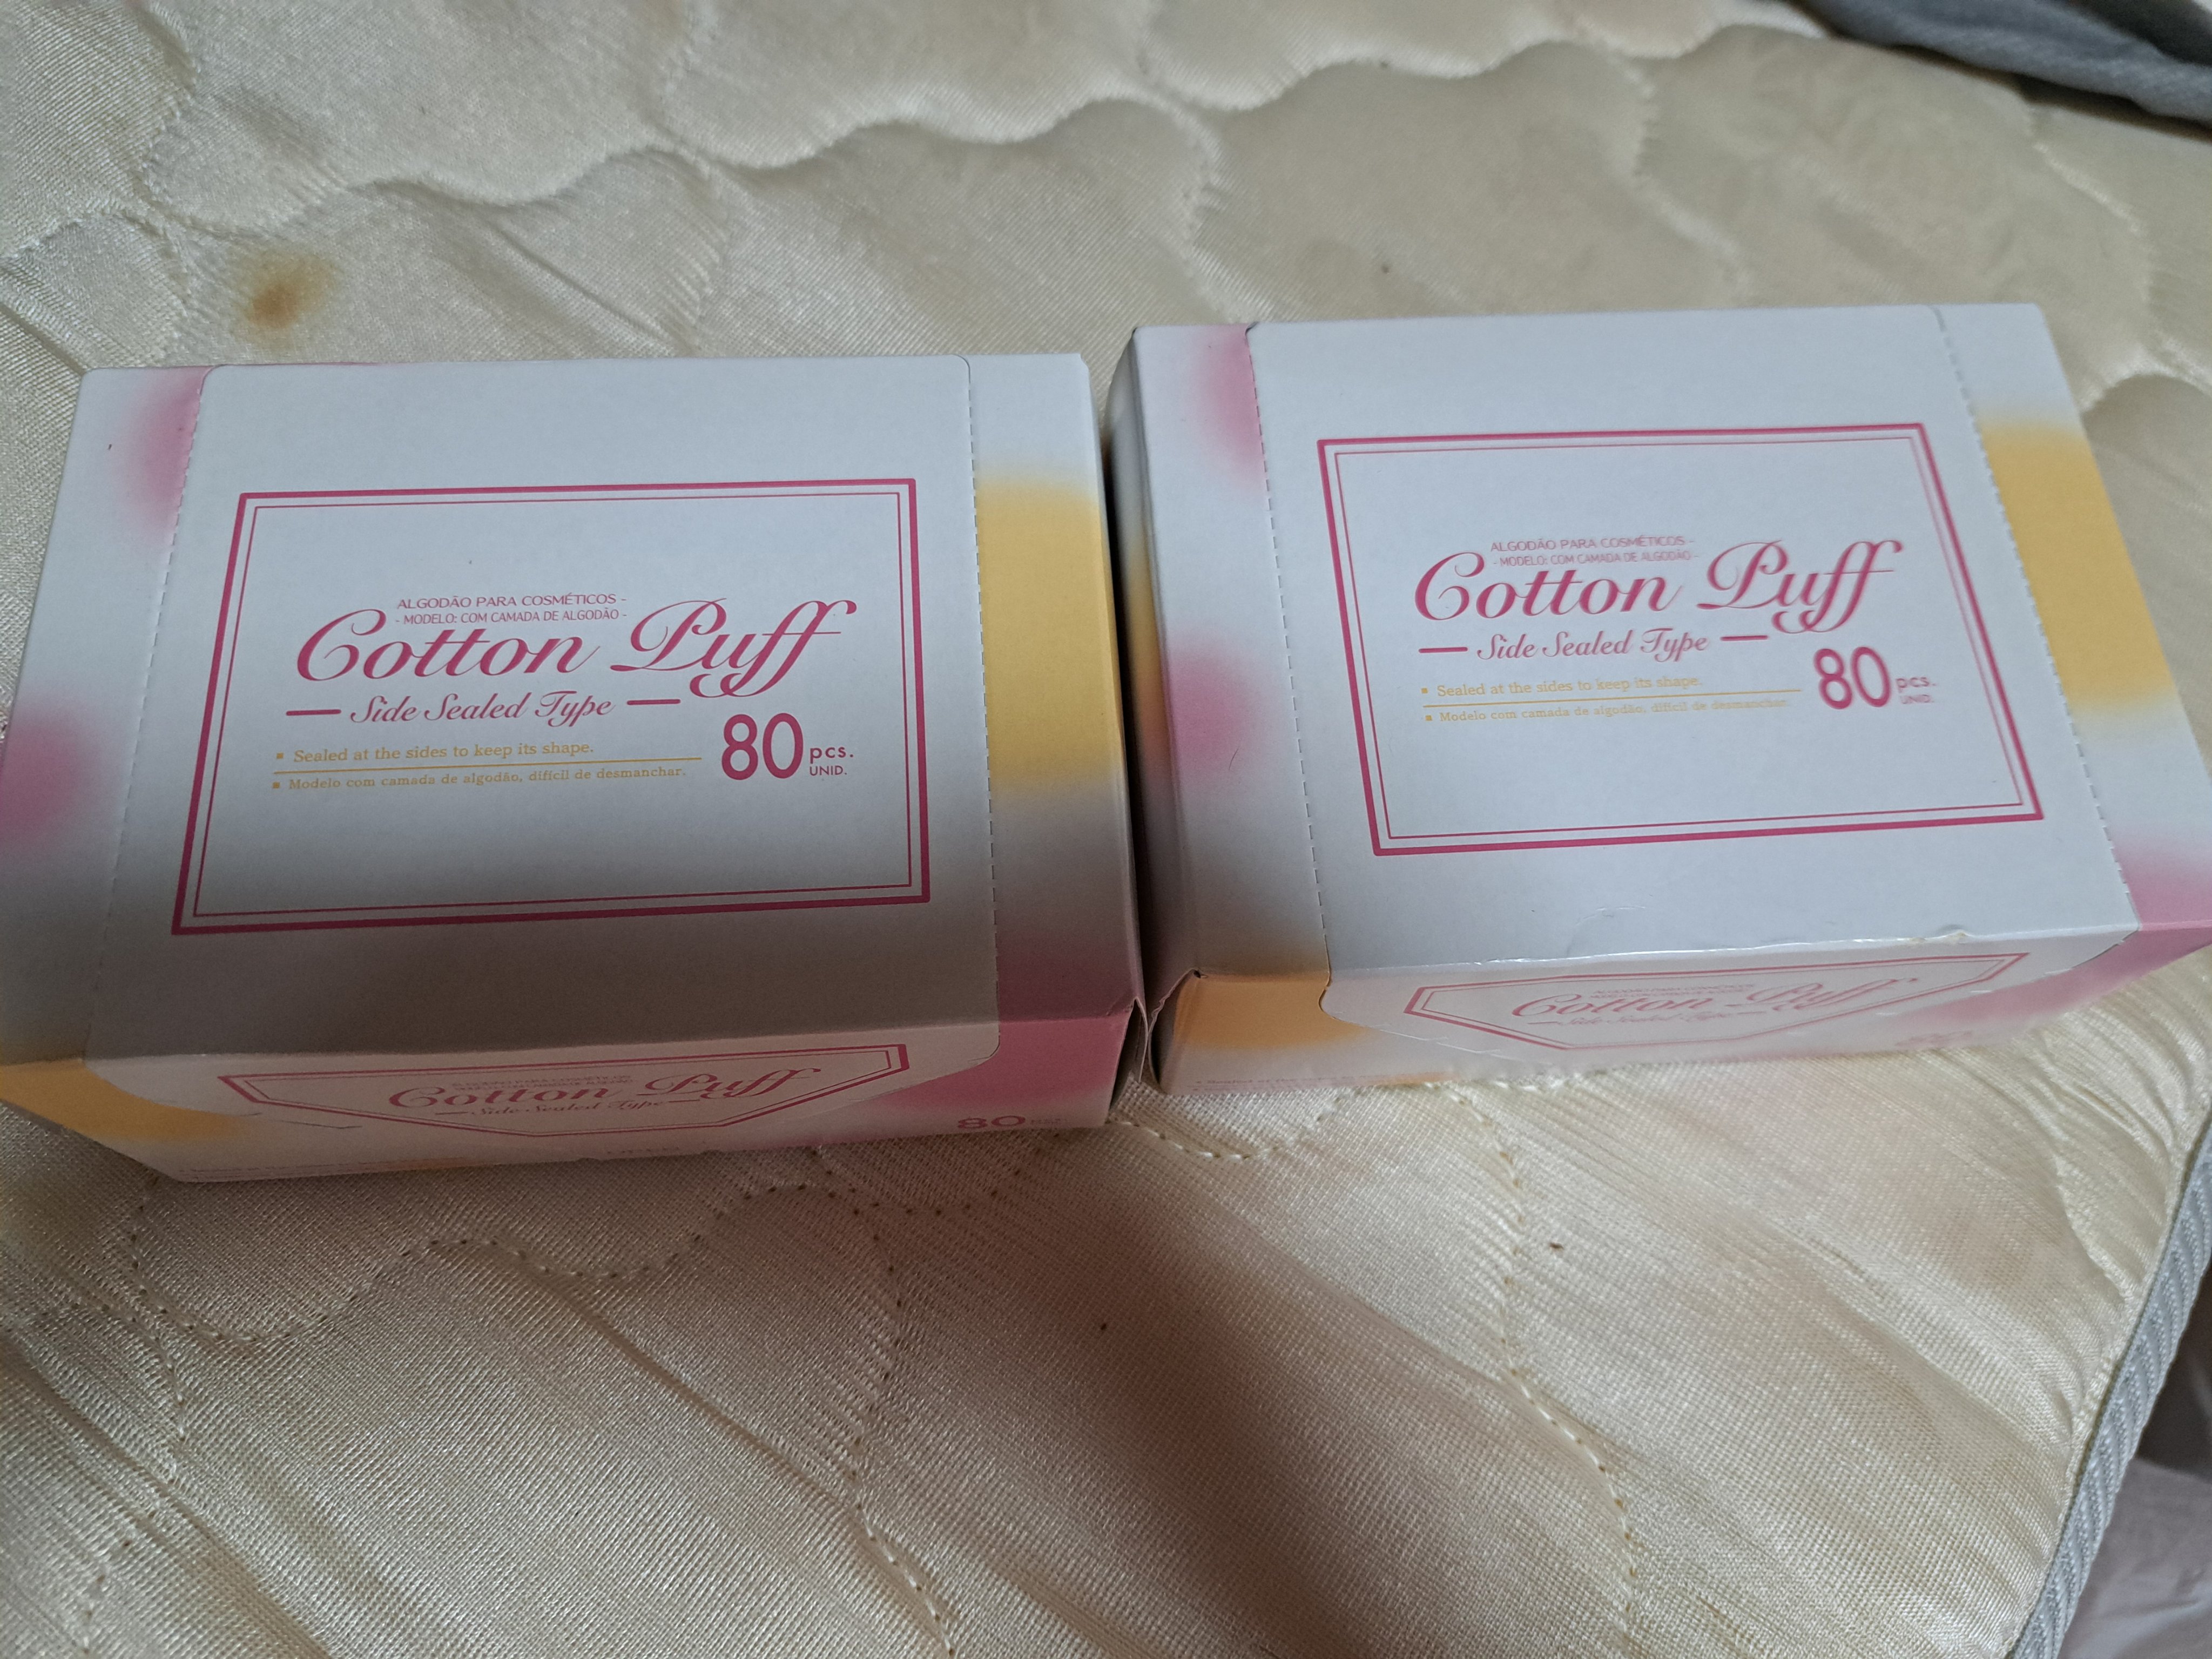 ALGODÃO PARA COSMÉTICOS -
- MODELO: COM CAMADA DE ALGODÃO -
Cotton Puff
Side Sealed Type
▪ Sealed at the sides to keep its shape.
▪ Modelo com camada de algodão, difícil de desmanchar.
80 pcs.
UNID.
Cotton Puff
Side Sealed Type
80
ALGODÃO PARA COSMÉTICOS -
- MODELO: COM CAMADA DE ALGODÃO -
Cotton Puff
Side Sealed Type
▪ Sealed at the sides to keep its shape.
▪ Modelo com camada de algodão, difícil de desmanchar.
80 pcs.
UNID.
Cotton Puff
Side Sealed Type
80